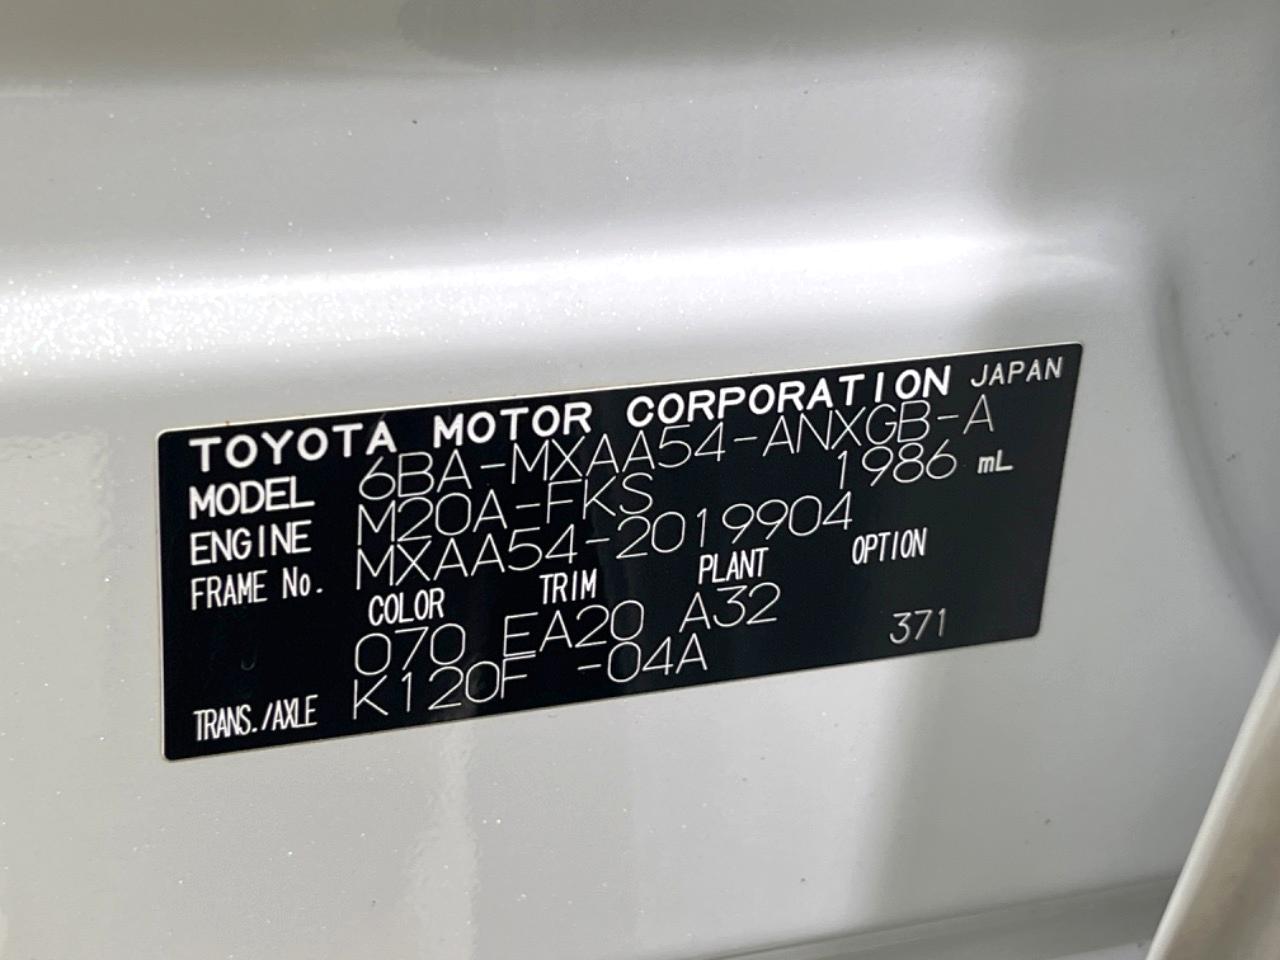 TOYOTA MOTOR CORPORATION JAPAN
MODEL 6BA-MXAA54-ANXGB-A
ENGINE M20A-FKS 1986 mL
FRAME No. MXAA54-2019904
COLOR TRIM PLANT OPTION
070 EA20 A32
TRANS./AXLE K120F -04A 371